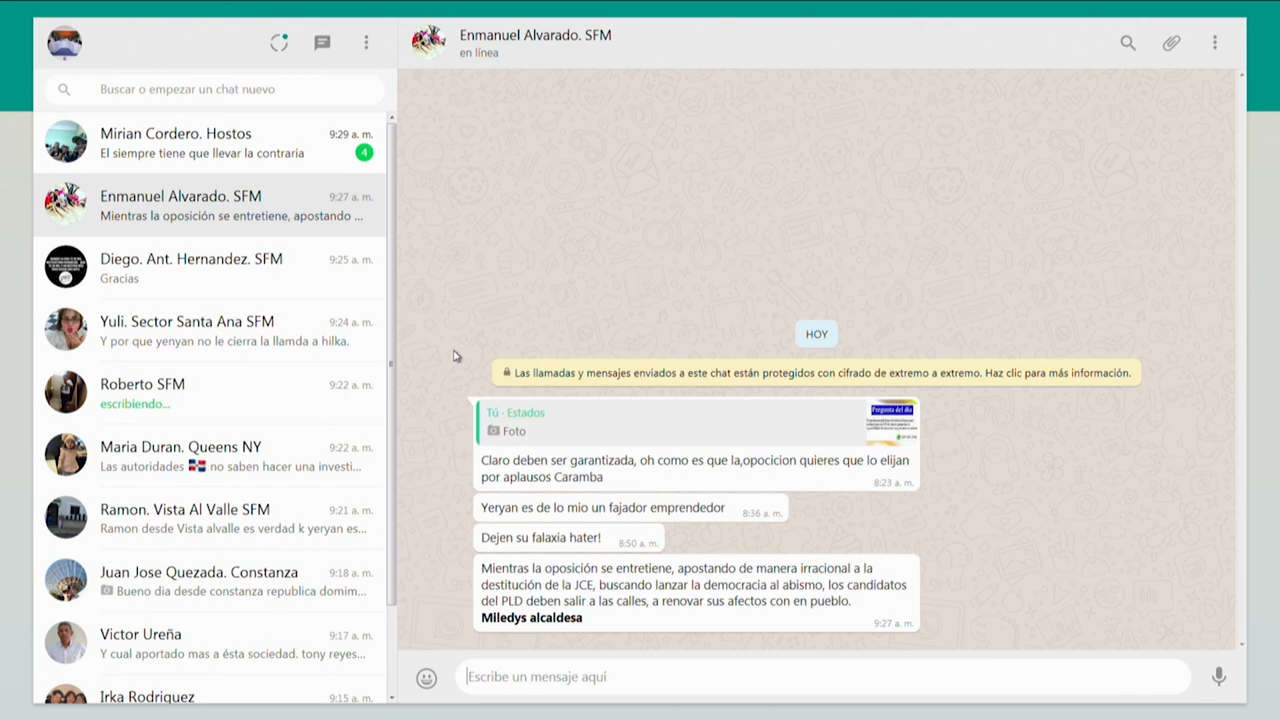 Buscar o empezar un chat nuevo
Mirian Cordero. Hostos
9:29 a. m.
El siempre tiene que llevar la contraria
4
Enmanuel Alvarado. SFM
9:27 a. m.
Mientras la oposición se entretiene, apostando ...
Diego. Ant. Hernandez. SFM
9:25 a. m.
Gracias
Yuli. Sector Santa Ana SFM
9:24 a. m.
Y por que yenyan no le cierra la llamda a hilka.
Roberto SFM
9:22 a. m.
escribiendo...
Maria Duran. Queens NY
9:22 a. m.
Las autoridades 🇩🇴 no saben hacer una investi...
Ramon. Vista Al Valle SFM
9:21 a. m.
Ramon desde Vista alvalle es verdad k yeryan es...
Juan Jose Quezada. Constanza
9:18 a. m.
Bueno dia desde constanza republica domim...
Victor Ureña
9:17 a. m.
Y cual aportado mas a ésta sociedad. tony reyes...
Irka Rodriguez
9:15 a. m.
Enmanuel Alvarado. SFM
en línea
HOY
Las llamadas y mensajes enviados a este chat están protegidos con cifrado de extremo a extremo. Haz clic para más información.
Tú - Estados
Foto
Pregunta del dia
Claro deben ser garantizada, oh como es que la,opocicion quieres que lo elijan
por aplausos Caramba
8:23 a. m.
Yeryan es de lo mio un fajador emprendedor
8:36 a. m.
Dejen su falaxia hater!
8:50 a. m.
Mientras la oposición se entretiene, apostando de manera irracional a la
destitución de la JCE, buscando lanzar la democracia al abismo, los candidatos
del PLD deben salir a las calles, a renovar sus afectos con en pueblo.
Miledys alcaldesa
9:27 a. m.
Escribe un mensaje aquí